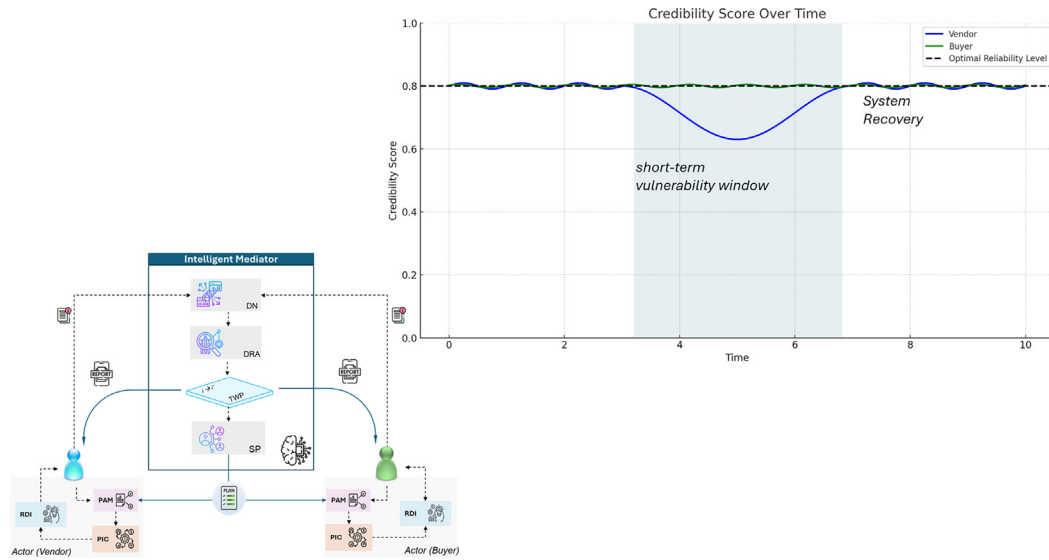 Credibility Score Over Time
Vendor
Buyer
Optimal Reliability Level
1.0
0.8
0.6
0.4
0.2
0.0
Credibility Score
System
Recovery
short-term
vulnerability window
0
2
4
6
8
10
Time
Intelligent Mediator
DN
DRA
REPORT
REPORT
TWP
SP
PLAN
PAM
RDI
PIC
Actor (Vendor)
PAM
RDI
PIC
Actor (Buyer)